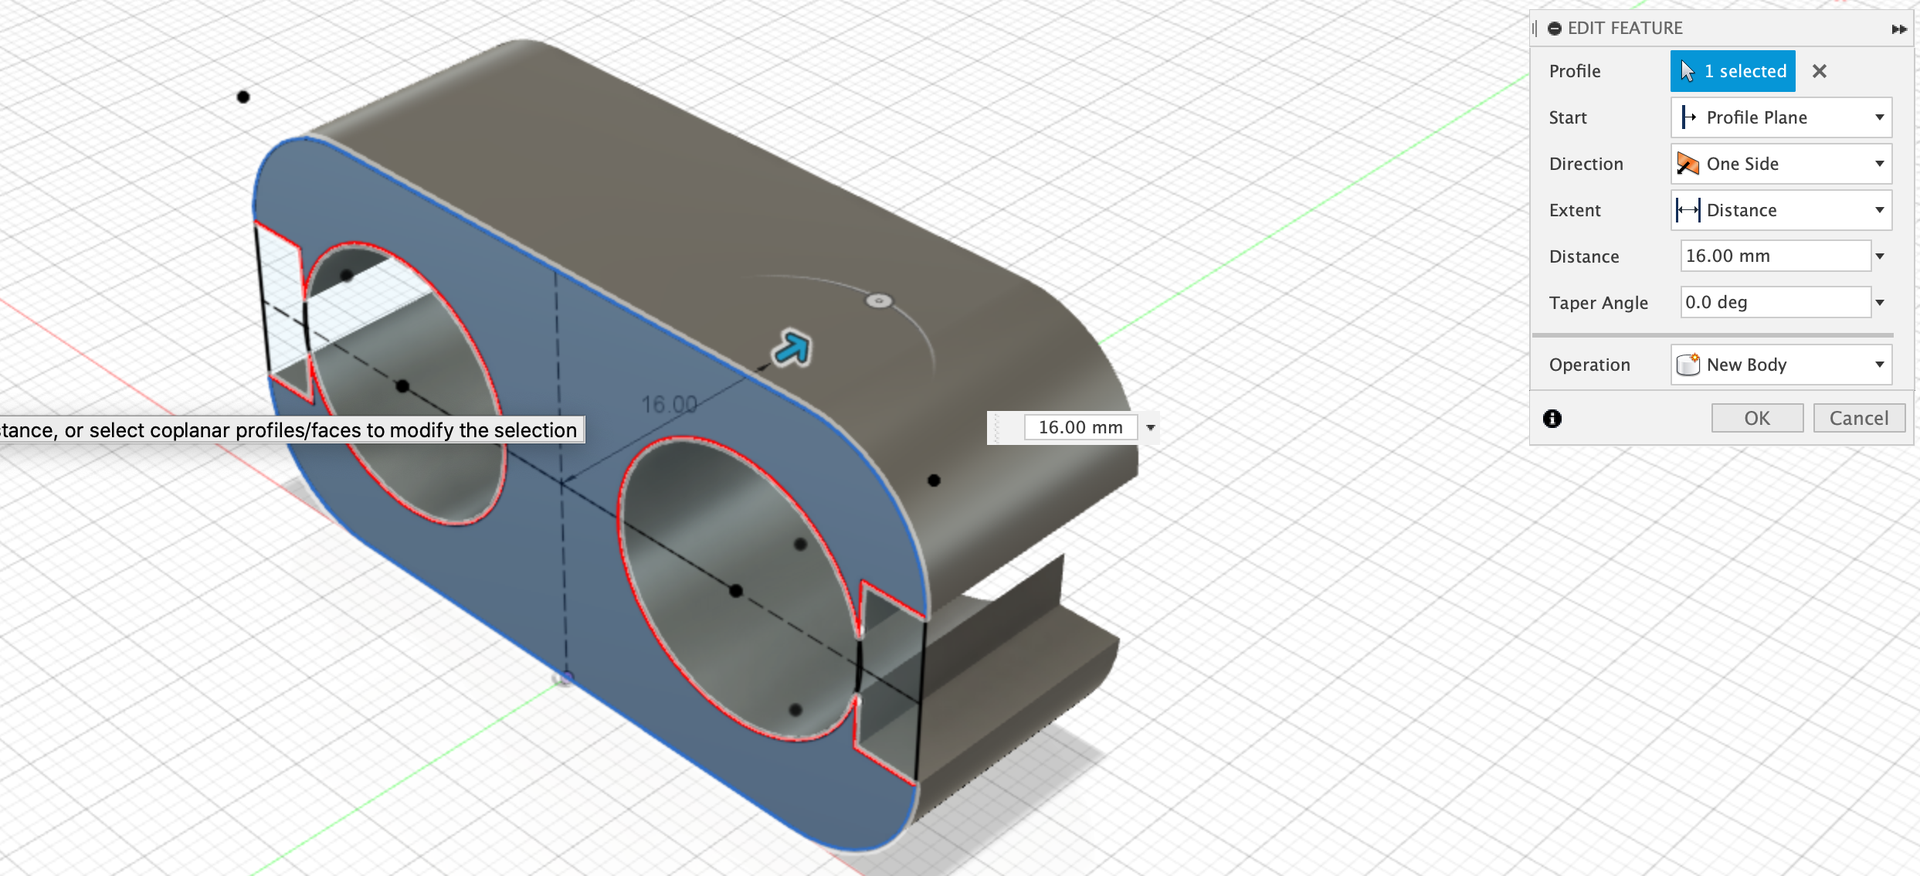 EDIT FEATURE
Profile 1 selected
Start Profile Plane
Direction One Side
Extent Distance
Distance 16.00 mm
Taper Angle 0.0 deg
Operation New Body
OK Cancel
16.00
16.00 mm
or select coplanar profiles/faces to modify the selection